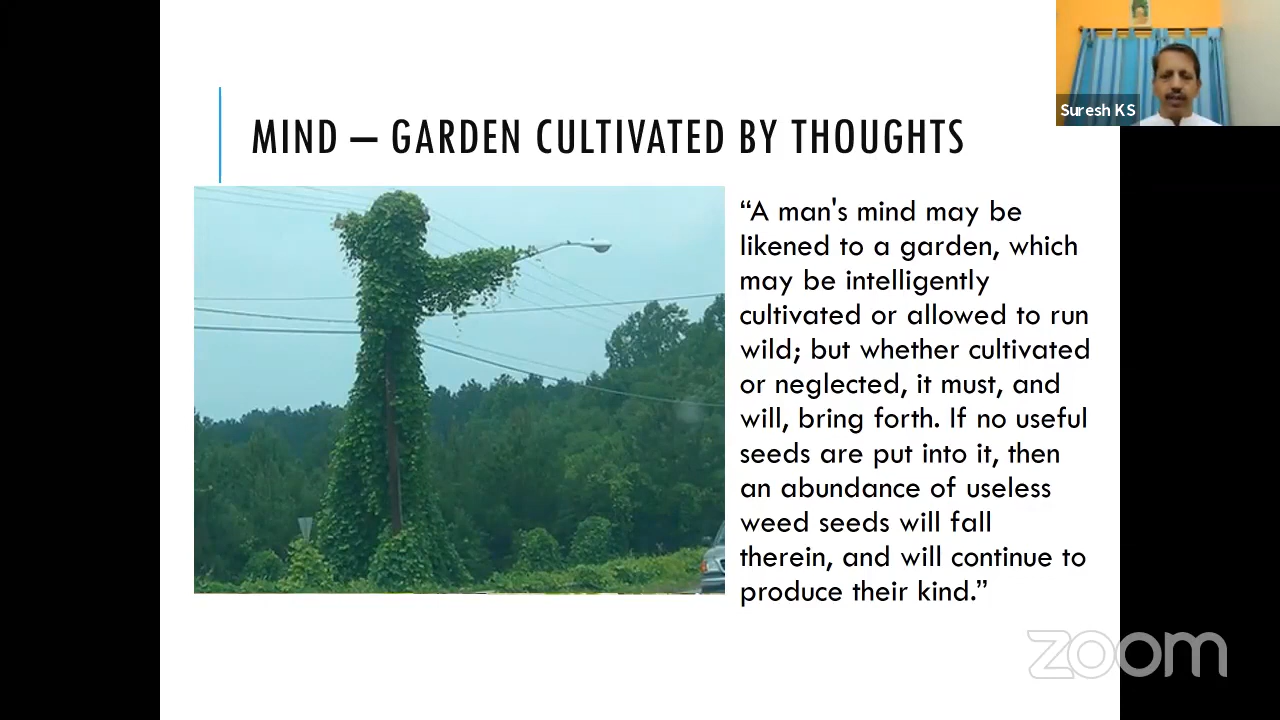 Suresh K S
MIND – GARDEN CULTIVATED BY THOUGHTS
“A man's mind may be
likened to a garden, which
may be intelligently
cultivated or allowed to run
wild; but whether cultivated
or neglected, it must, and
will, bring forth. If no useful
seeds are put into it, then
an abundance of useless
weed seeds will fall
therein, and will continue to
produce their kind.”
zoom